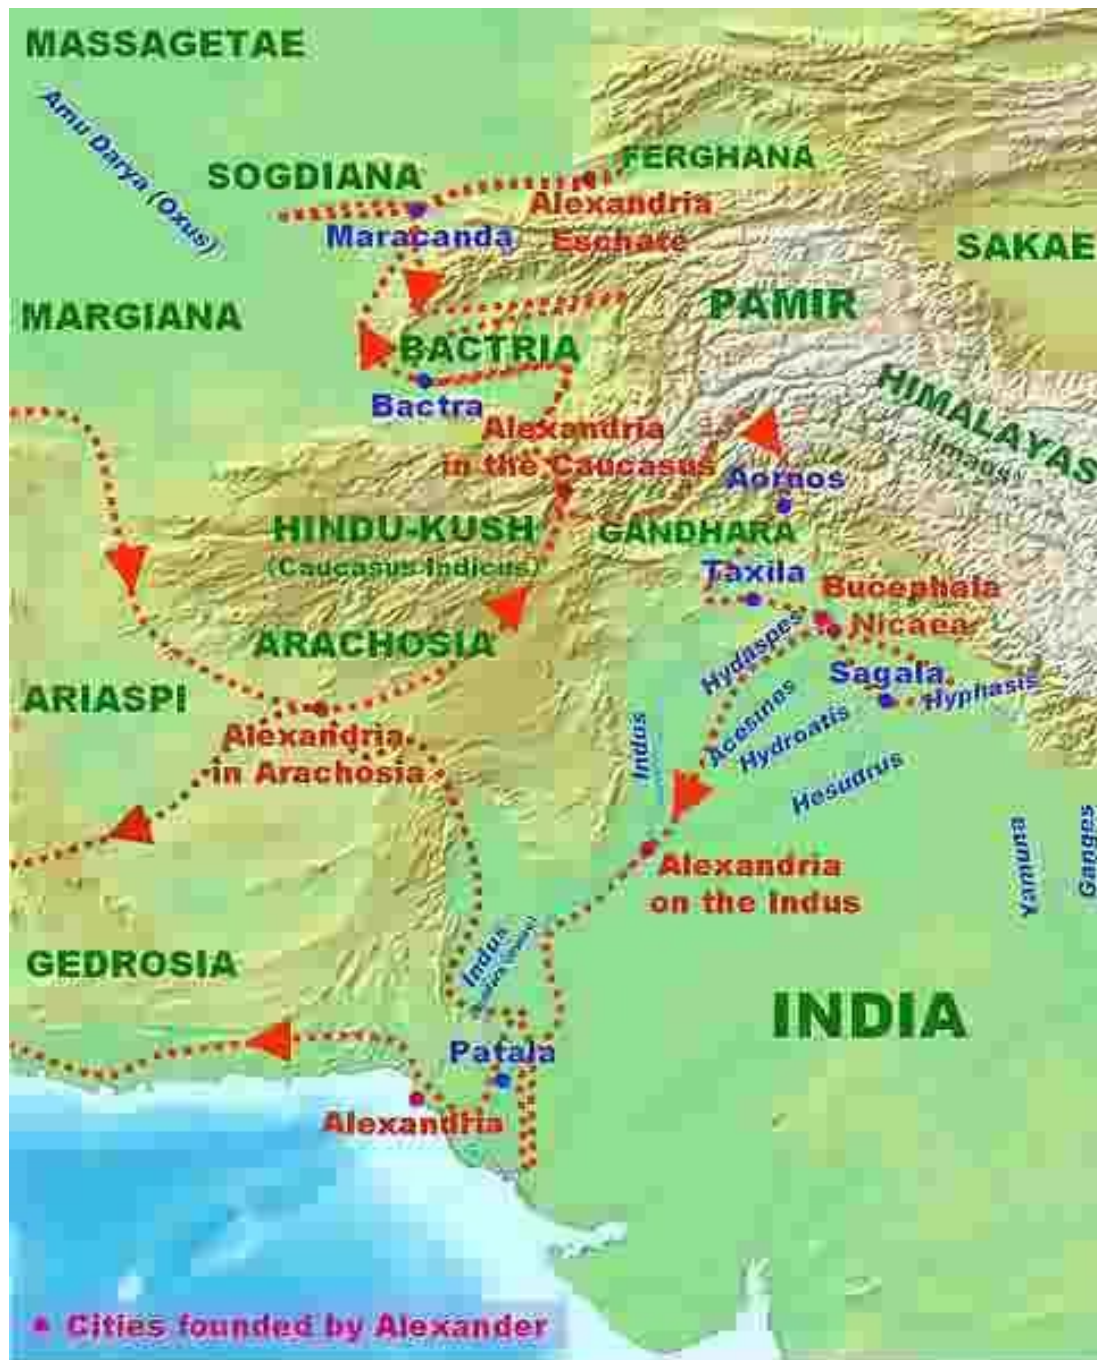 MASSAGETAE
Amu Darya (Oxus)
SOGDIANA
FERGHANA
Alexandria
Eschate
Maracanda
SAKAE
MARGIANA
PAMIR
BACTRIA
Bactra
HIMALAYAS
(Imaus)
Alexandria
in the Caucasus
Aornos
HINDU-KUSH
(Caucasus Indicus)
GANDHARA
Taxila
Bucephala
Nicaea
ARACHOSIA
Hydaspes
Sagala
Hyphasis
ARIASPI
Acesines
Hydroatis
Indus
Alexandria
in Arachosia
Hesudrus
Yamuna
Ganges
Alexandria
on the Indus
Indus
GEDROSIA
INDIA
Patala
Alexandria
Cities founded by Alexander